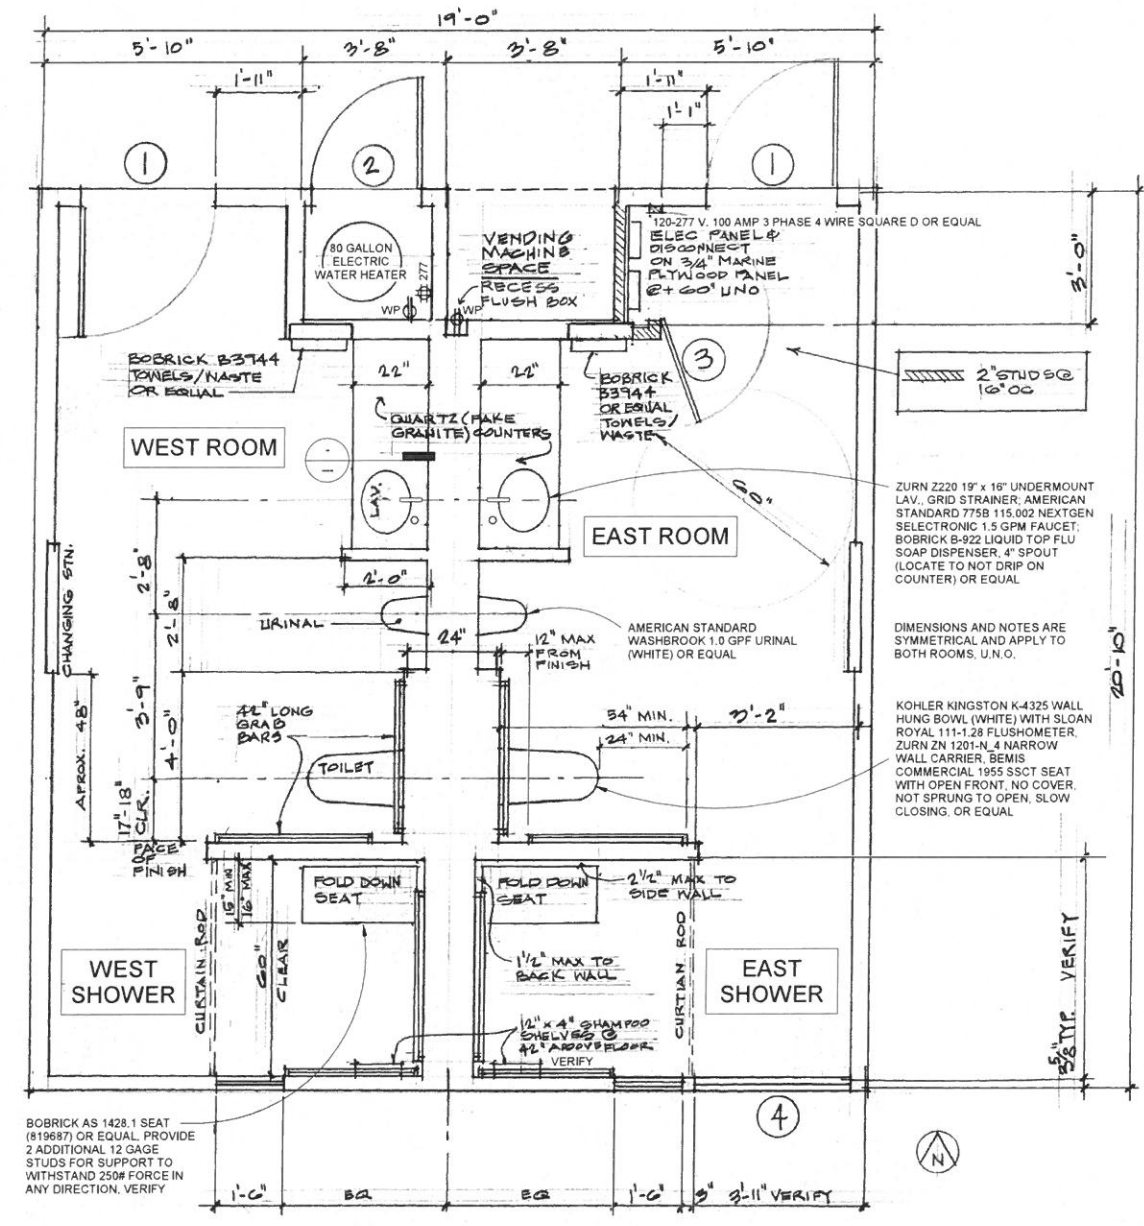 19'-0"
5'-10"
3'-8"
3'-8"
5'-10"
1'-11"
1'-11"
1'-1"
1
2
1
120-277 V. 100 AMP 3 PHASE 4 WIRE SQUARE D OR EQUAL
ELEC PANEL &
DISCONNECT
ON 3/4" MARINE
PLYWOOD PANEL
@ + 60" UNO
80 GALLON
ELECTRIC
WATER HEATER
277
WP
VENDING
MACHINE
SPACE
RECESS
FLUSH BOX
WP
3'-0"
BOBRICK B3944
TOWELS/WASTE
OR EQUAL
22"
22"
BOBRICK
B3944
OR EQUAL
TOWELS/
WASTE
3
2" STUDS @
16" OC
QUARTZ (FAKE
GRANITE) COUNTERS
WEST ROOM
LAV.
EAST ROOM
60"
ZURN Z220 19" x 16" UNDERMOUNT
LAV., GRID STRAINER; AMERICAN
STANDARD 775B 115.002 NEXTGEN
SELECTRONIC 1.5 GPM FAUCET;
BOBRICK B-922 LIQUID TOP FLU
SOAP DISPENSER, 4" SPOUT
(LOCATE TO NOT DRIP ON
COUNTER) OR EQUAL
CHANGING STN.
2'-8"
2'-8"
2'-0"
URINAL
24"
12" MAX
FROM
FINISH
AMERICAN STANDARD
WASHBROOK 1.0 GPF URINAL
(WHITE) OR EQUAL
DIMENSIONS AND NOTES ARE
SYMMETRICAL AND APPLY TO
BOTH ROOMS, U.N.O.
20'-10"
APROX. 48"
3'-9"
4'-0"
42" LONG
GRAB
BARS
54" MIN.
24" MIN.
3'-2"
KOHLER KINGSTON K-4325 WALL
HUNG BOWL (WHITE) WITH SLOAN
ROYAL 111-1.28 FLUSHOMETER,
ZURN ZN 1201-N_4 NARROW
WALL CARRIER, BEMIS
COMMERCIAL 1955 SSCT SEAT
WITH OPEN FRONT, NO COVER,
NOT SPRUNG TO OPEN, SLOW
CLOSING, OR EQUAL
TOILET
17"-18"
CLR.
FACE
OF
FINISH
15" MIN
16" MAX
FOLD DOWN
SEAT
FOLD DOWN
SEAT
2 1/2" MAX TO
SIDE WALL
CURTAIN ROD
60"
CLEAR
WEST
SHOWER
1 1/2" MAX TO
BACK WALL
CURTIAN ROD
EAST
SHOWER
12" x 4" SHAMPOO
SHELVES @
42" ABOVE FLOOR
VERIFY
5/8" TYP. VERIFY
4
N
BOBRICK AS 1428.1 SEAT
(819687) OR EQUAL, PROVIDE
2 ADDITIONAL 12 GAGE
STUDS FOR SUPPORT TO
WITHSTAND 250# FORCE IN
ANY DIRECTION, VERIFY
1'-6"
EQ
EQ
1'-6"
3"
3'-11" VERIFY